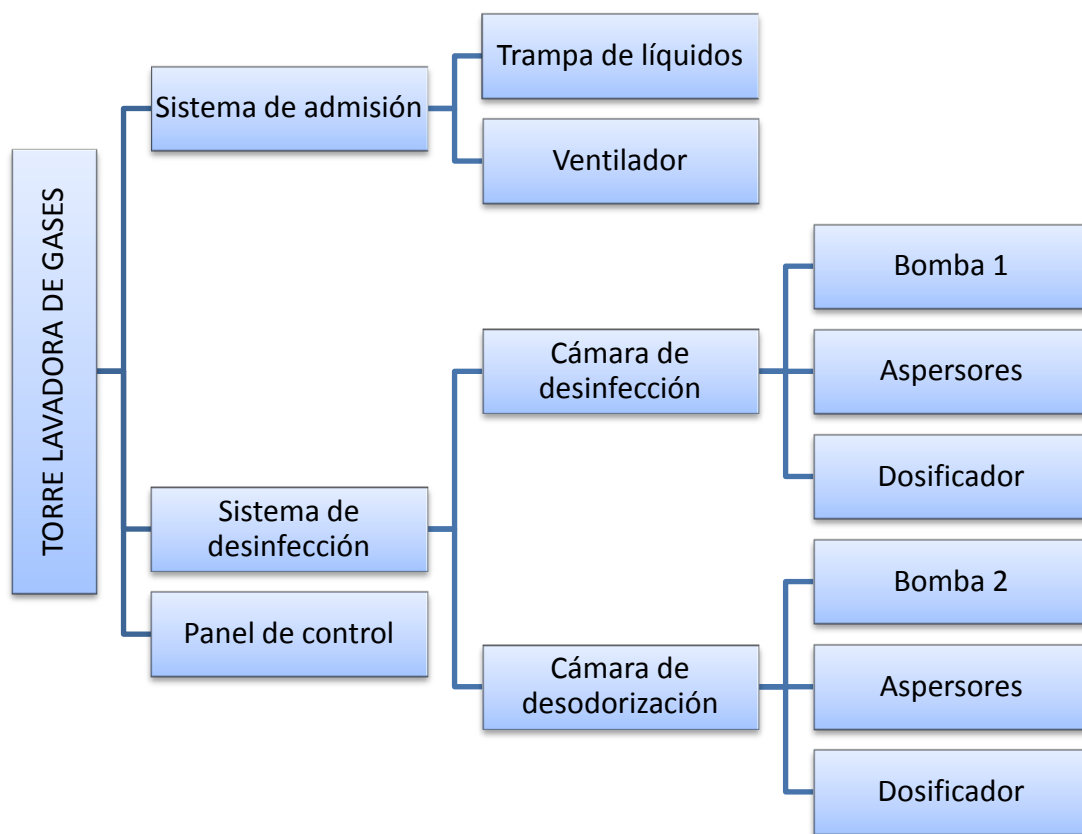 TORRE LAVADORA DE GASES
Sistema de admisión
Trampa de líquidos
Ventilador
Sistema de
desinfección
Cámara de
desinfección
Bomba 1
Aspersores
Dosificador
Cámara de
desodorización
Bomba 2
Aspersores
Dosificador
Panel de control